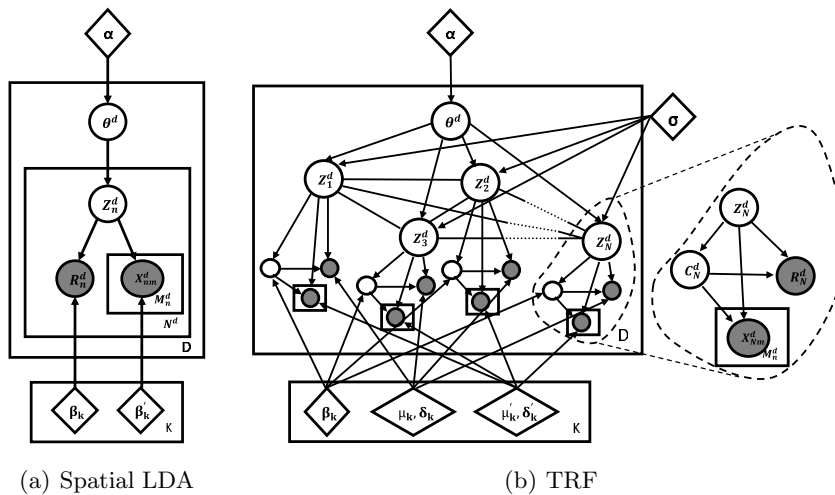 α
θ^d
Z_n^d
R_n^d
X_nm^d
M_n^d
N^d
D
β_k
β'_k
K
(a) Spatial LDA
α
σ
θ^d
Z_1^d
Z_2^d
Z_3^d
Z_N^d
D
β_k
μ_k, δ_k
μ'_k, δ'_k
K
Z_N^d
C_N^d
R_N^d
X_Nm^d
M_n^d
(b) TRF